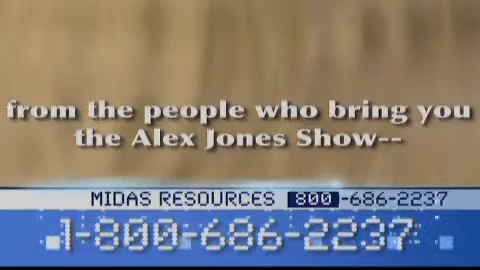 from the people who bring you
the Alex Jones Show--
MIDAS RESOURCES 800-686-2237
1-800-686-2237